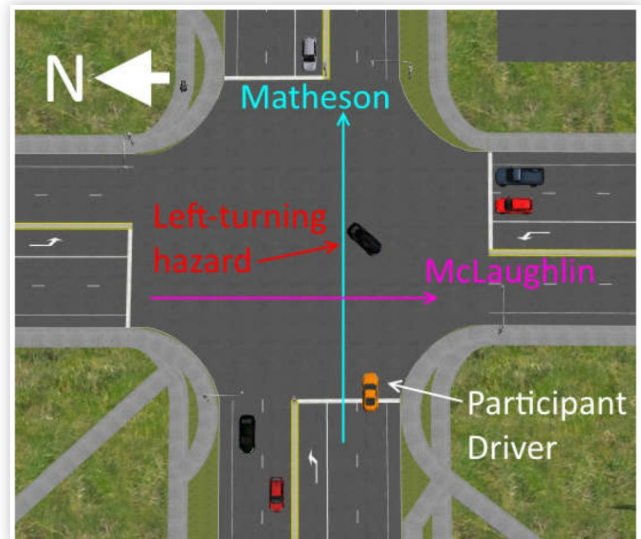 N
Matheson
Left-turning
hazard
McLaughlin
Participant
Driver